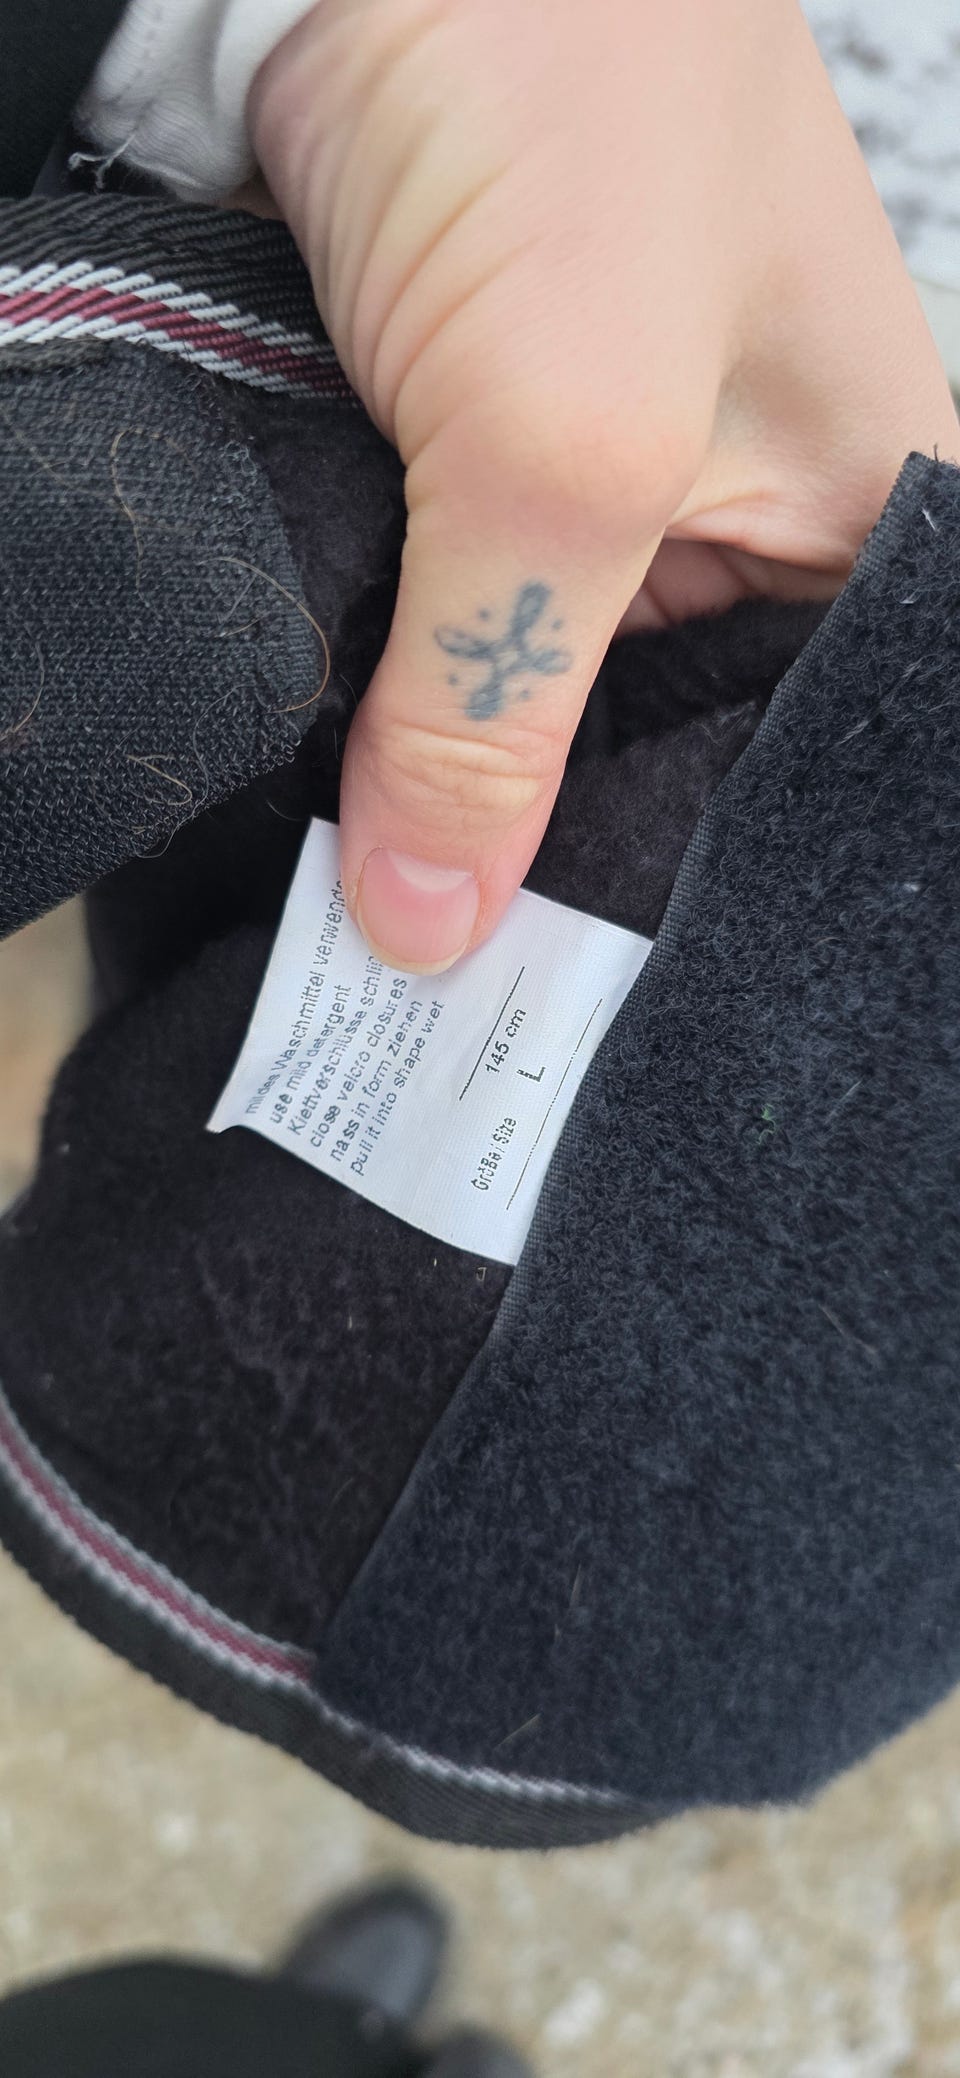 mildes Waschmittel verwenden
use mild detergent
Klettverschlüsse
close velcro closures
nass in form ziehen
pull it into shape wet
145 cm
Größe/Size L